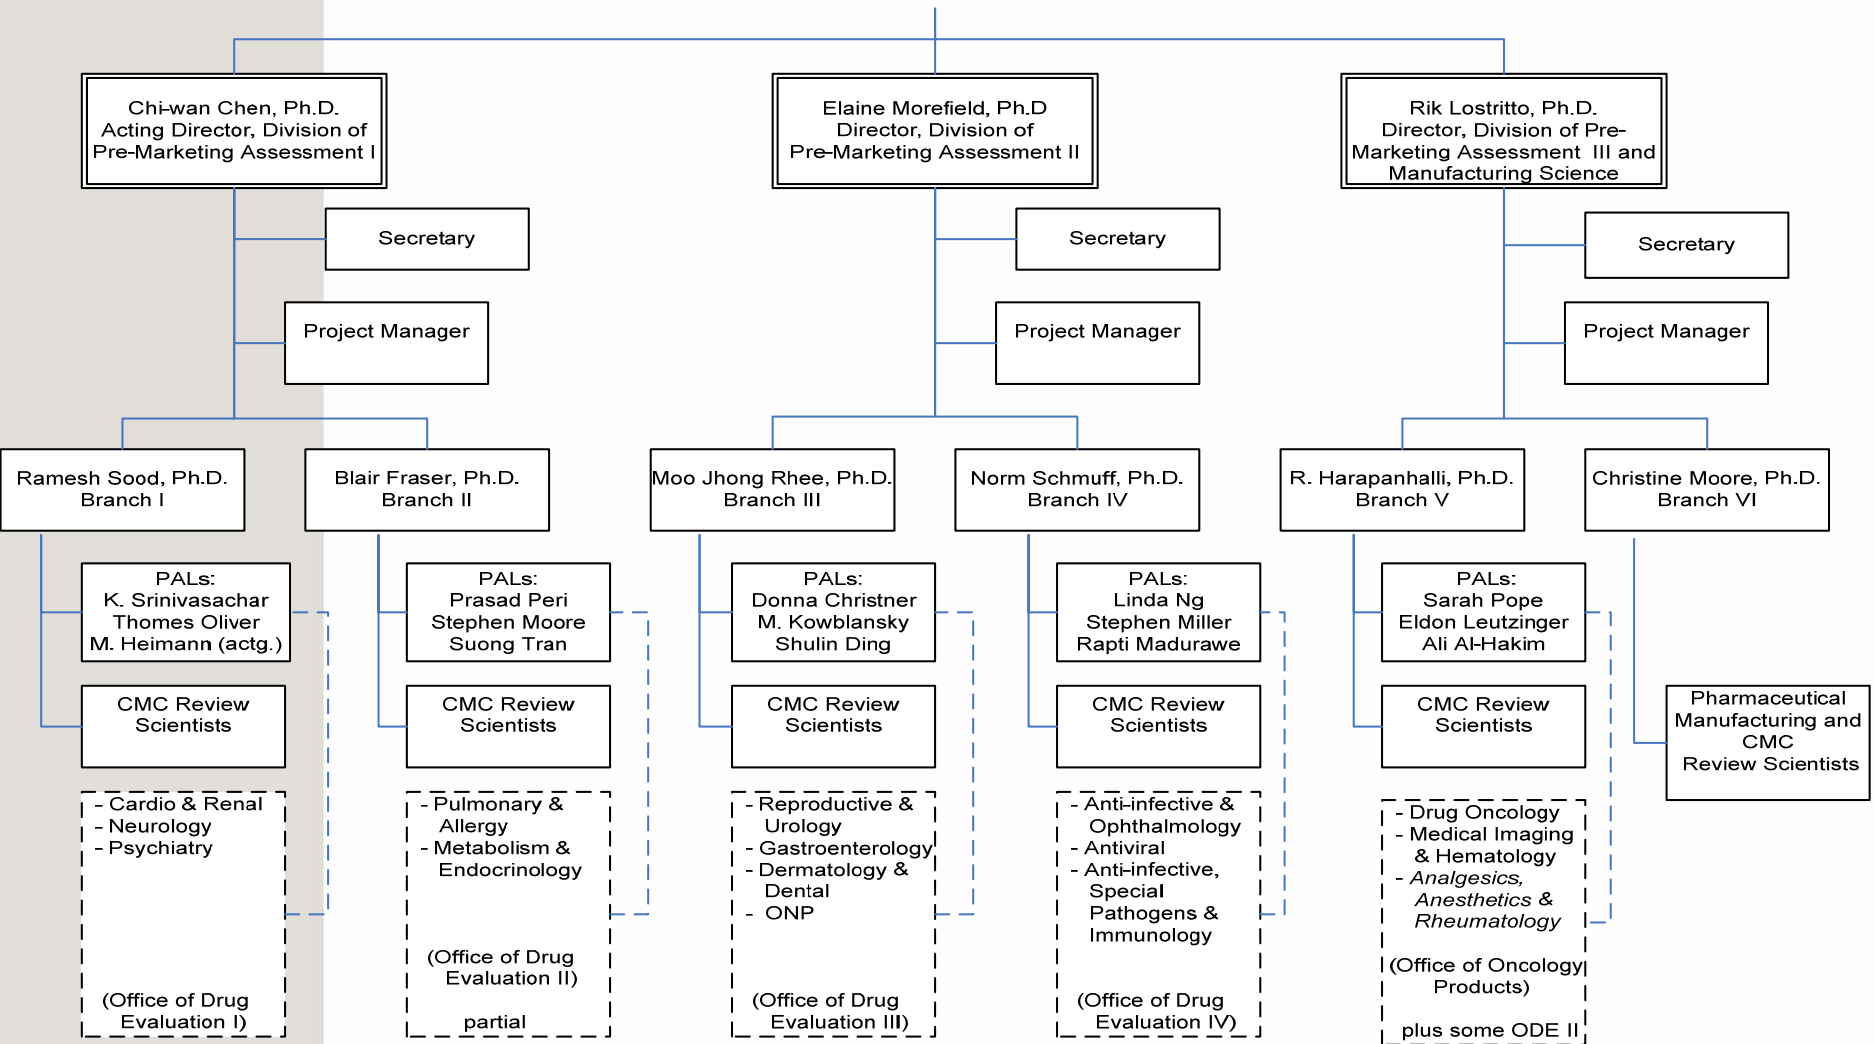 Chi-wan Chen, Ph.D.
Acting Director, Division of
Pre-Marketing Assessment I
Elaine Morefield, Ph.D
Director, Division of
Pre-Marketing Assessment II
Rik Lostritto, Ph.D.
Director, Division of Pre-
Marketing Assessment III and
Manufacturing Science
Secretary
Secretary
Secretary
Project Manager
Project Manager
Project Manager
Ramesh Sood, Ph.D.
Branch I
Blair Fraser, Ph.D.
Branch II
Moo Jhong Rhee, Ph.D.
Branch III
Norm Schmuff, Ph.D.
Branch IV
R. Harapanhalli, Ph.D.
Branch V
Christine Moore, Ph.D.
Branch VI
PALs:
K. Srinivasachar
Thomes Oliver
M. Heimann (actg.)
PALs:
Prasad Peri
Stephen Moore
Suong Tran
PALs:
Donna Christner
M. Kowblansky
Shulin Ding
PALs:
Linda Ng
Stephen Miller
Rapti Madurawe
PALs:
Sarah Pope
Eldon Leutzinger
Ali Al-Hakim
CMC Review
Scientists
CMC Review
Scientists
CMC Review
Scientists
CMC Review
Scientists
CMC Review
Scientists
Pharmaceutical
Manufacturing and
CMC
Review Scientists
- Cardio & Renal
- Neurology
- Psychiatry
(Office of Drug
Evaluation I)
- Pulmonary &
Allergy
- Metabolism &
Endocrinology
(Office of Drug
Evaluation II)
partial
- Reproductive &
Urology
- Gastroenterology
- Dermatology &
Dental
- ONP
(Office of Drug
Evaluation III)
- Anti-infective &
Ophthalmology
- Antiviral
- Anti-infective,
Special
Pathogens &
Immunology
(Office of Drug
Evaluation IV)
- Drug Oncology
- Medical Imaging
& Hematology
- Analgesics,
Anesthetics &
Rheumatology
(Office of Oncology
Products)
plus some ODE II